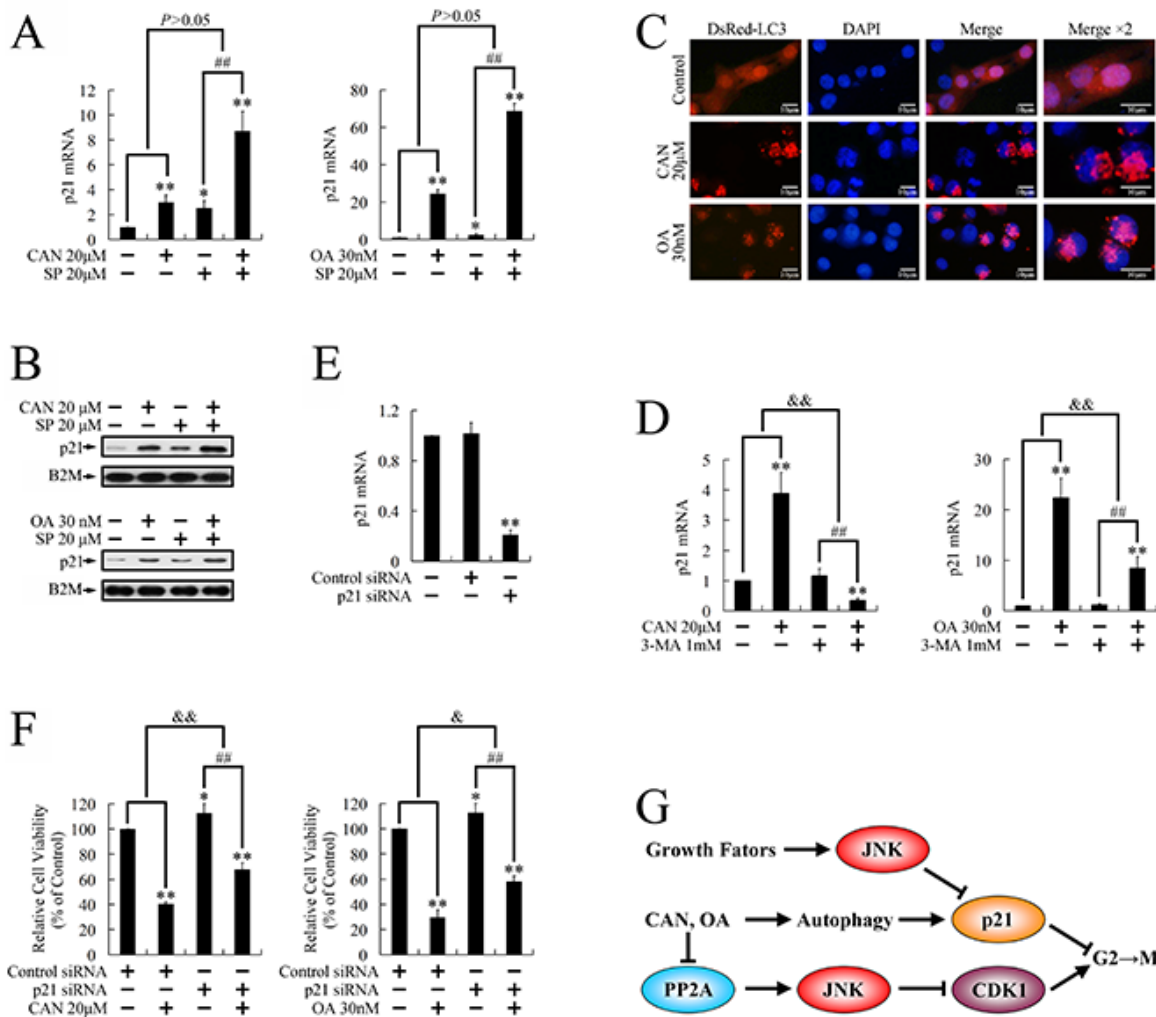 A
P>0.05
##
**
**
*
p21 mRNA
12
10
8
6
4
2
0
CAN 20μM − + − +
SP 20μM − − + +
P>0.05
##
**
**
*
p21 mRNA
80
60
40
20
0
OA 30nM − + − +
SP 20μM − − + +
C
DsRed-LC3 DAPI Merge Merge ×2
Control
CAN
20μM
OA
30nM
B
CAN 20 μM − + − +
SP 20 μM − − + +
p21
B2M
OA 30 nM − + − +
SP 20 μM − − + +
p21
B2M
E
p21 mRNA
1.2
0.8
0.4
0
**
Control siRNA − + −
p21 siRNA − − +
D
&&
**
##
**
p21 mRNA
5
4
3
2
1
0
CAN 20μM − + − +
3-MA 1mM − − + +
&&
**
##
**
p21 mRNA
30
20
10
0
OA 30nM − + − +
3-MA 1mM − − + +
F
&&
##
*
**
**
Relative Cell Viability
(% of Control)
120
100
80
60
40
20
0
Control siRNA + + − −
p21 siRNA − − + +
CAN 20μM − + − +
&
##
*
**
**
Relative Cell Viability
(% of Control)
120
100
80
60
40
20
0
Control siRNA + + − −
p21 siRNA − − + +
OA 30nM − + − +
G
Growth Fators JNK
CAN, OA Autophagy p21
G2→M
PP2A JNK CDK1